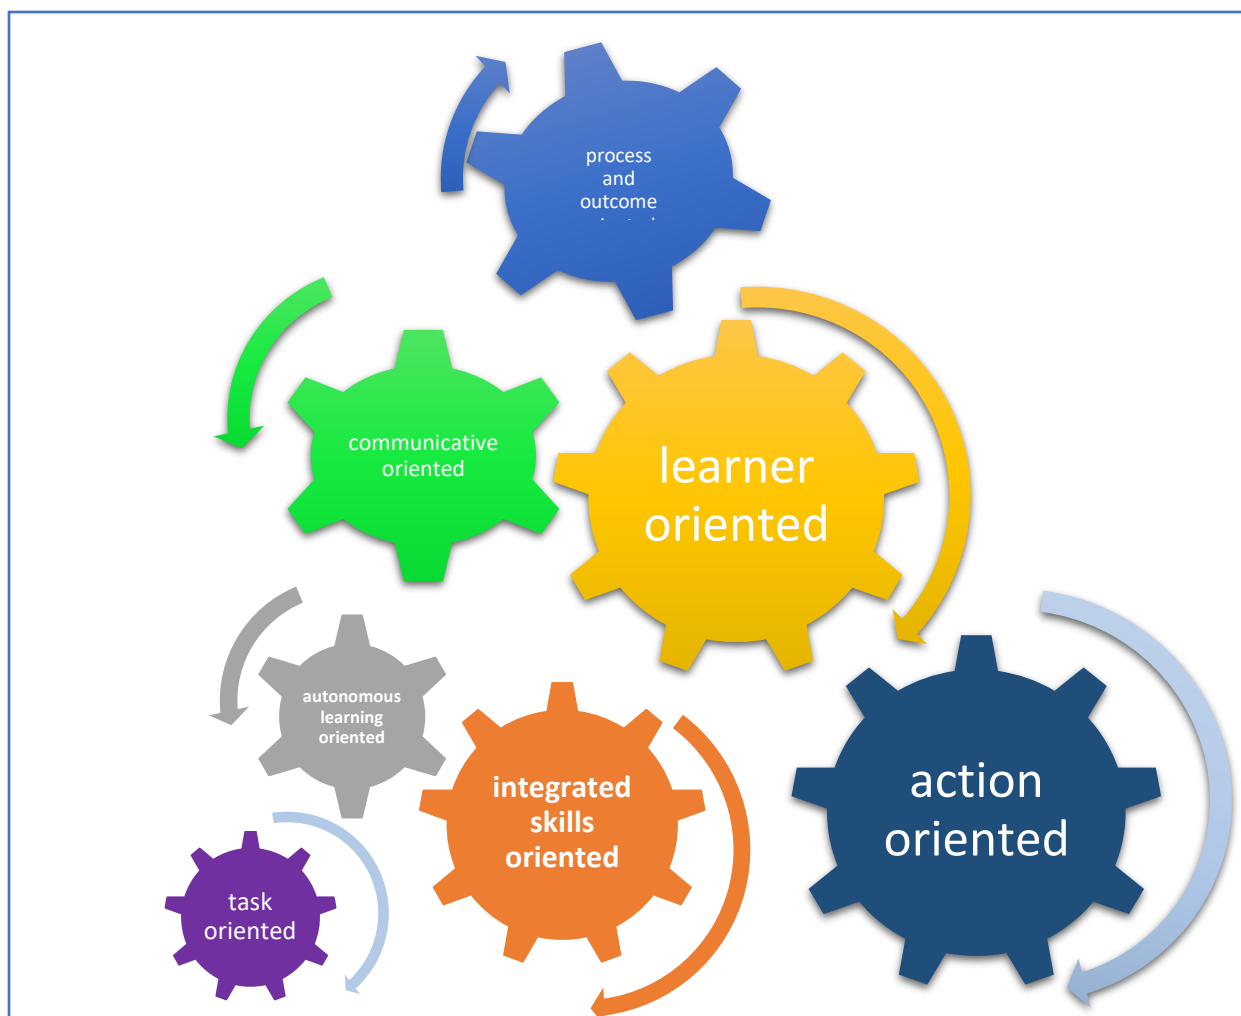 process
and
outcome
communicative
oriented
learner
oriented
autonomous
learning
oriented
integrated
skills
oriented
action
oriented
task
oriented